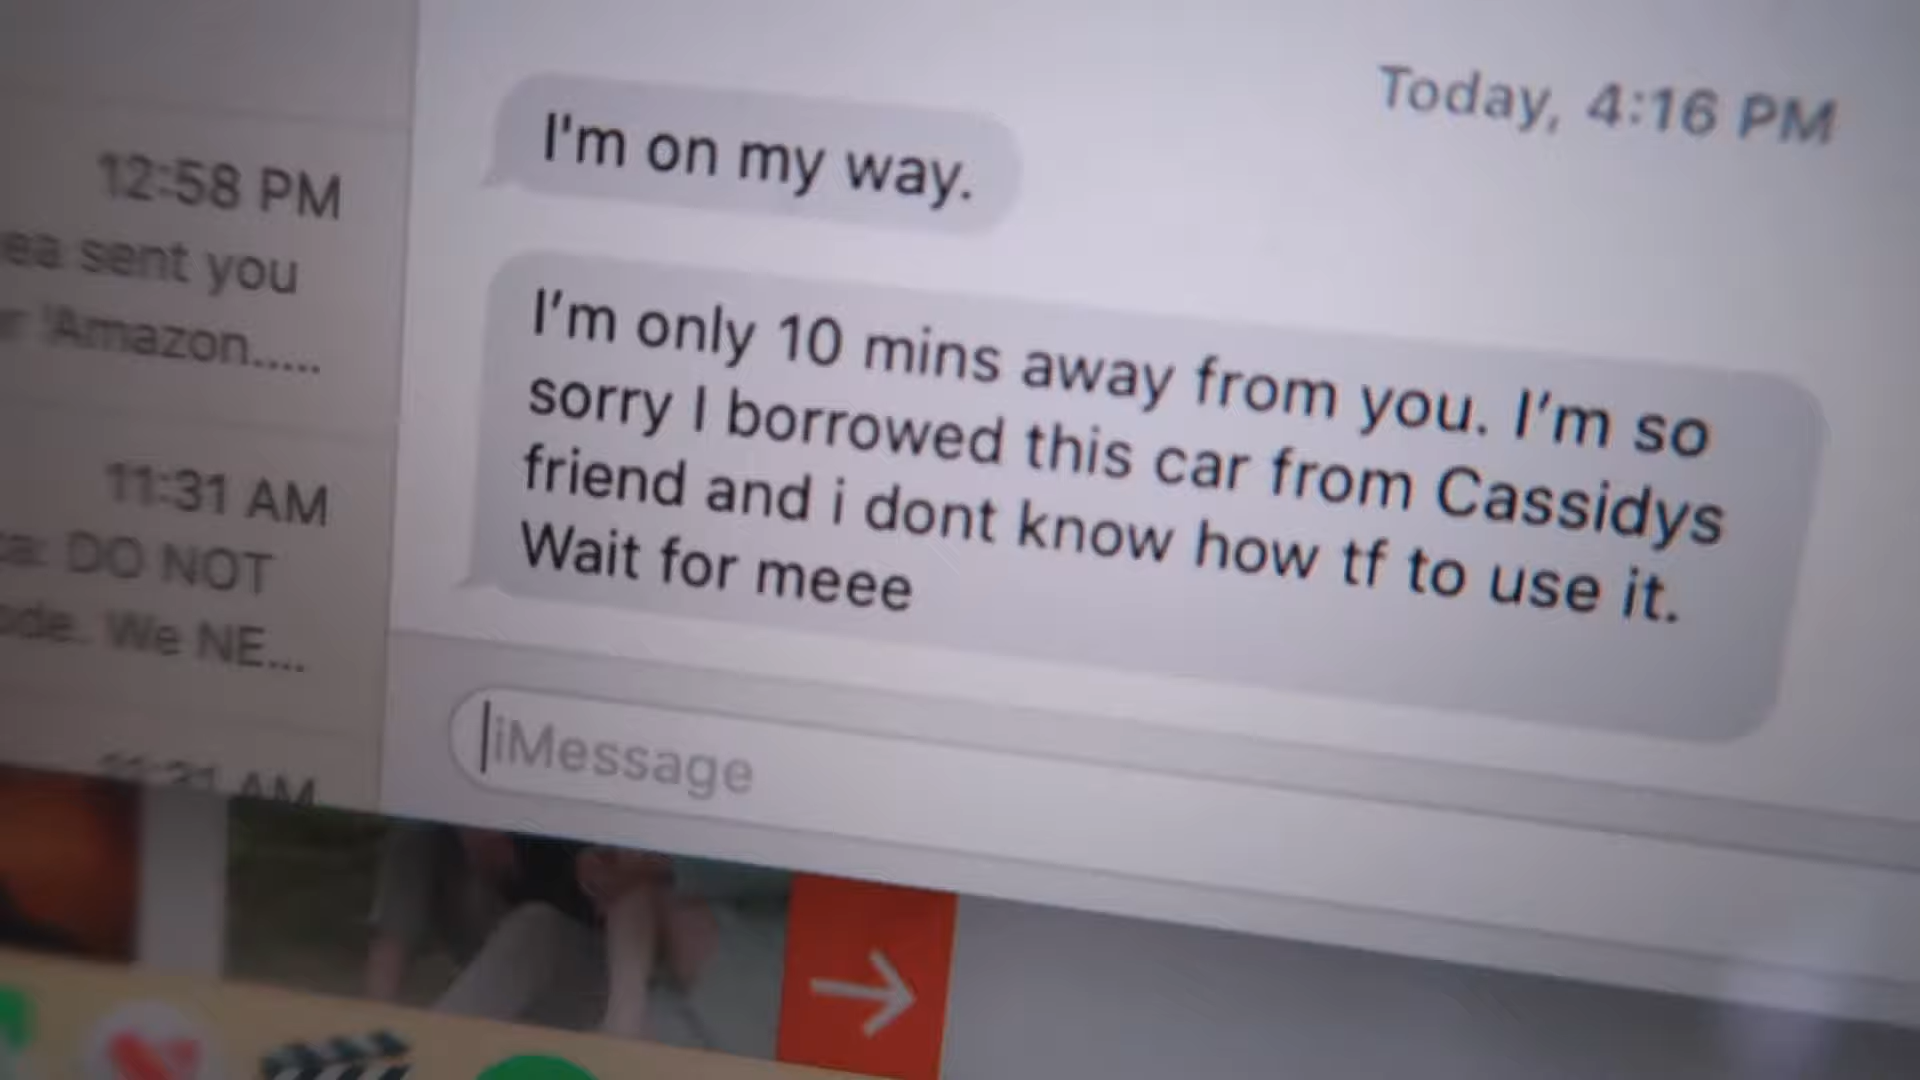 Today, 4:16 PM
I'm on my way.
I’m only 10 mins away from you. I’m so
sorry I borrowed this car from Cassidys
friend and i dont know how tf to use it.
Wait for meee
iMessage
12:58 PM
sent you
'Amazon.....
11:31 AM
DO NOT
We NE...
AM